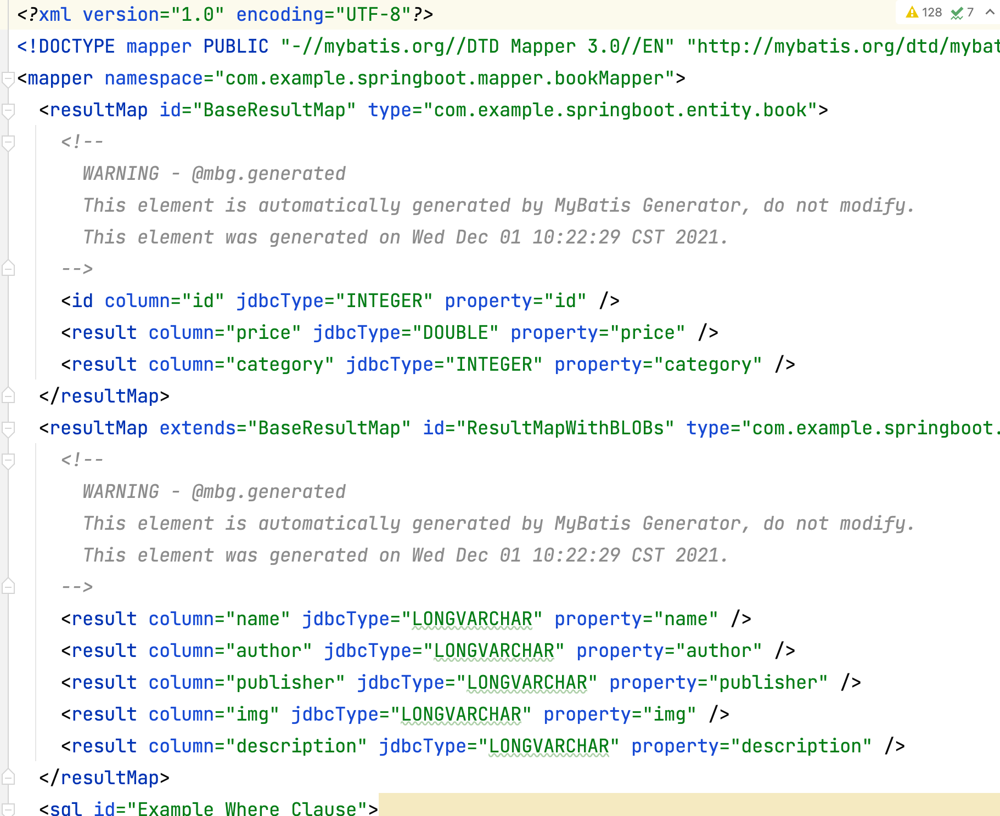 <?xml version="1.0" encoding="UTF-8"?>
128 7
<!DOCTYPE mapper PUBLIC "-//mybatis.org//DTD Mapper 3.0//EN" "http://mybatis.org/dtd/mybat
<mapper namespace="com.example.springboot.mapper.bookMapper">
<resultMap id="BaseResultMap" type="com.example.springboot.entity.book">
<!--
WARNING - @mbg.generated
This element is automatically generated by MyBatis Generator, do not modify.
This element was generated on Wed Dec 01 10:22:29 CST 2021.
-->
<id column="id" jdbcType="INTEGER" property="id" />
<result column="price" jdbcType="DOUBLE" property="price" />
<result column="category" jdbcType="INTEGER" property="category" />
</resultMap>
<resultMap extends="BaseResultMap" id="ResultMapWithBLOBs" type="com.example.springboot.
<!--
WARNING - @mbg.generated
This element is automatically generated by MyBatis Generator, do not modify.
This element was generated on Wed Dec 01 10:22:29 CST 2021.
-->
<result column="name" jdbcType="LONGVARCHAR" property="name" />
<result column="author" jdbcType="LONGVARCHAR" property="author" />
<result column="publisher" jdbcType="LONGVARCHAR" property="publisher" />
<result column="img" jdbcType="LONGVARCHAR" property="img" />
<result column="description" jdbcType="LONGVARCHAR" property="description" />
</resultMap>
<sql id="Example_Where_Clause">